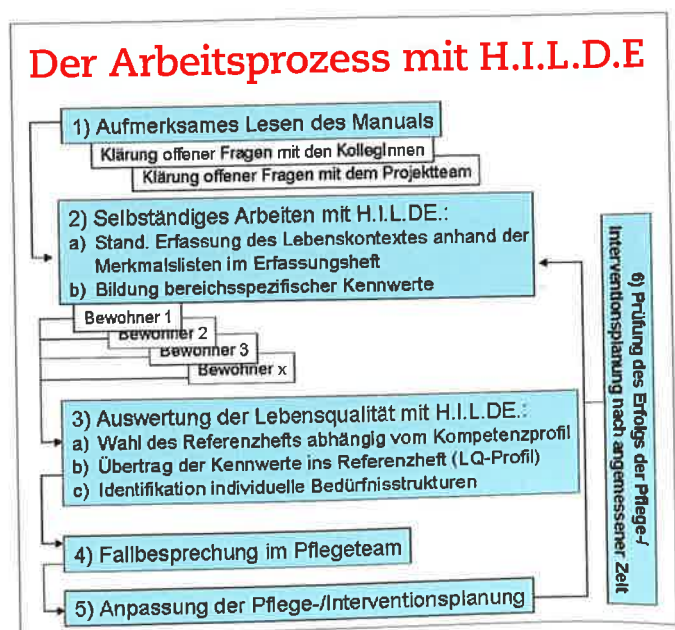 Der Arbeitsprozess mit H.I.L.D.E
1) Aufmerksames Lesen des Manuals
Klärung offener Fragen mit den KollegInnen
Klärung offener Fragen mit dem Projektteam
2) Selbständiges Arbeiten mit H.I.L.DE.:
a) Stand. Erfassung des Lebenskontextes anhand der
Merkmalslisten im Erfassungsheft
b) Bildung bereichsspezifischer Kennwerte
Bewohner 1
Bewohner 2
Bewohner 3
Bewohner x
3) Auswertung der Lebensqualität mit H.I.L.DE.:
a) Wahl des Referenzhefts abhängig vom Kompetenzprofil
b) Übertrag der Kennwerte ins Referenzheft (LQ-Profil)
c) Identifikation individuelle Bedürfnisstrukturen
4) Fallbesprechung im Pflegeteam
5) Anpassung der Pflege-/Interventionsplanung
6) Prüfung des Erfolgs der Pflege-/
Interventionsplanung nach angemessener Zeit